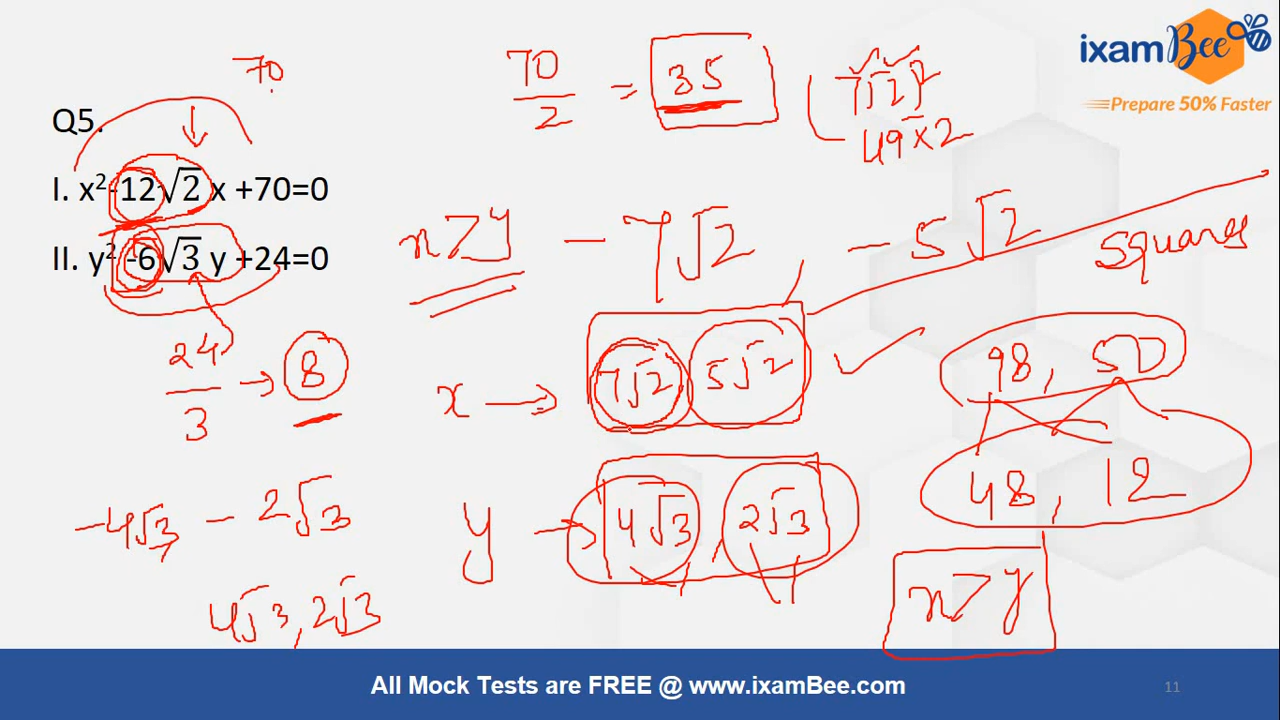 ixamBee
Prepare 50% Faster
70
70/2 = 35
(7√2)²
49×2
Q5.
I. x²-12√2 x +70=0
II. y² -6√3 y +24=0
x>y
-7√2 -5√2
squares
24/3 → 8
x → 7√2 5√2
98, 50
-4√3 -2√3
y → 4√3, 2√3
48, 12
4√3, 2√3
x>y
All Mock Tests are FREE @ www.ixamBee.com
11